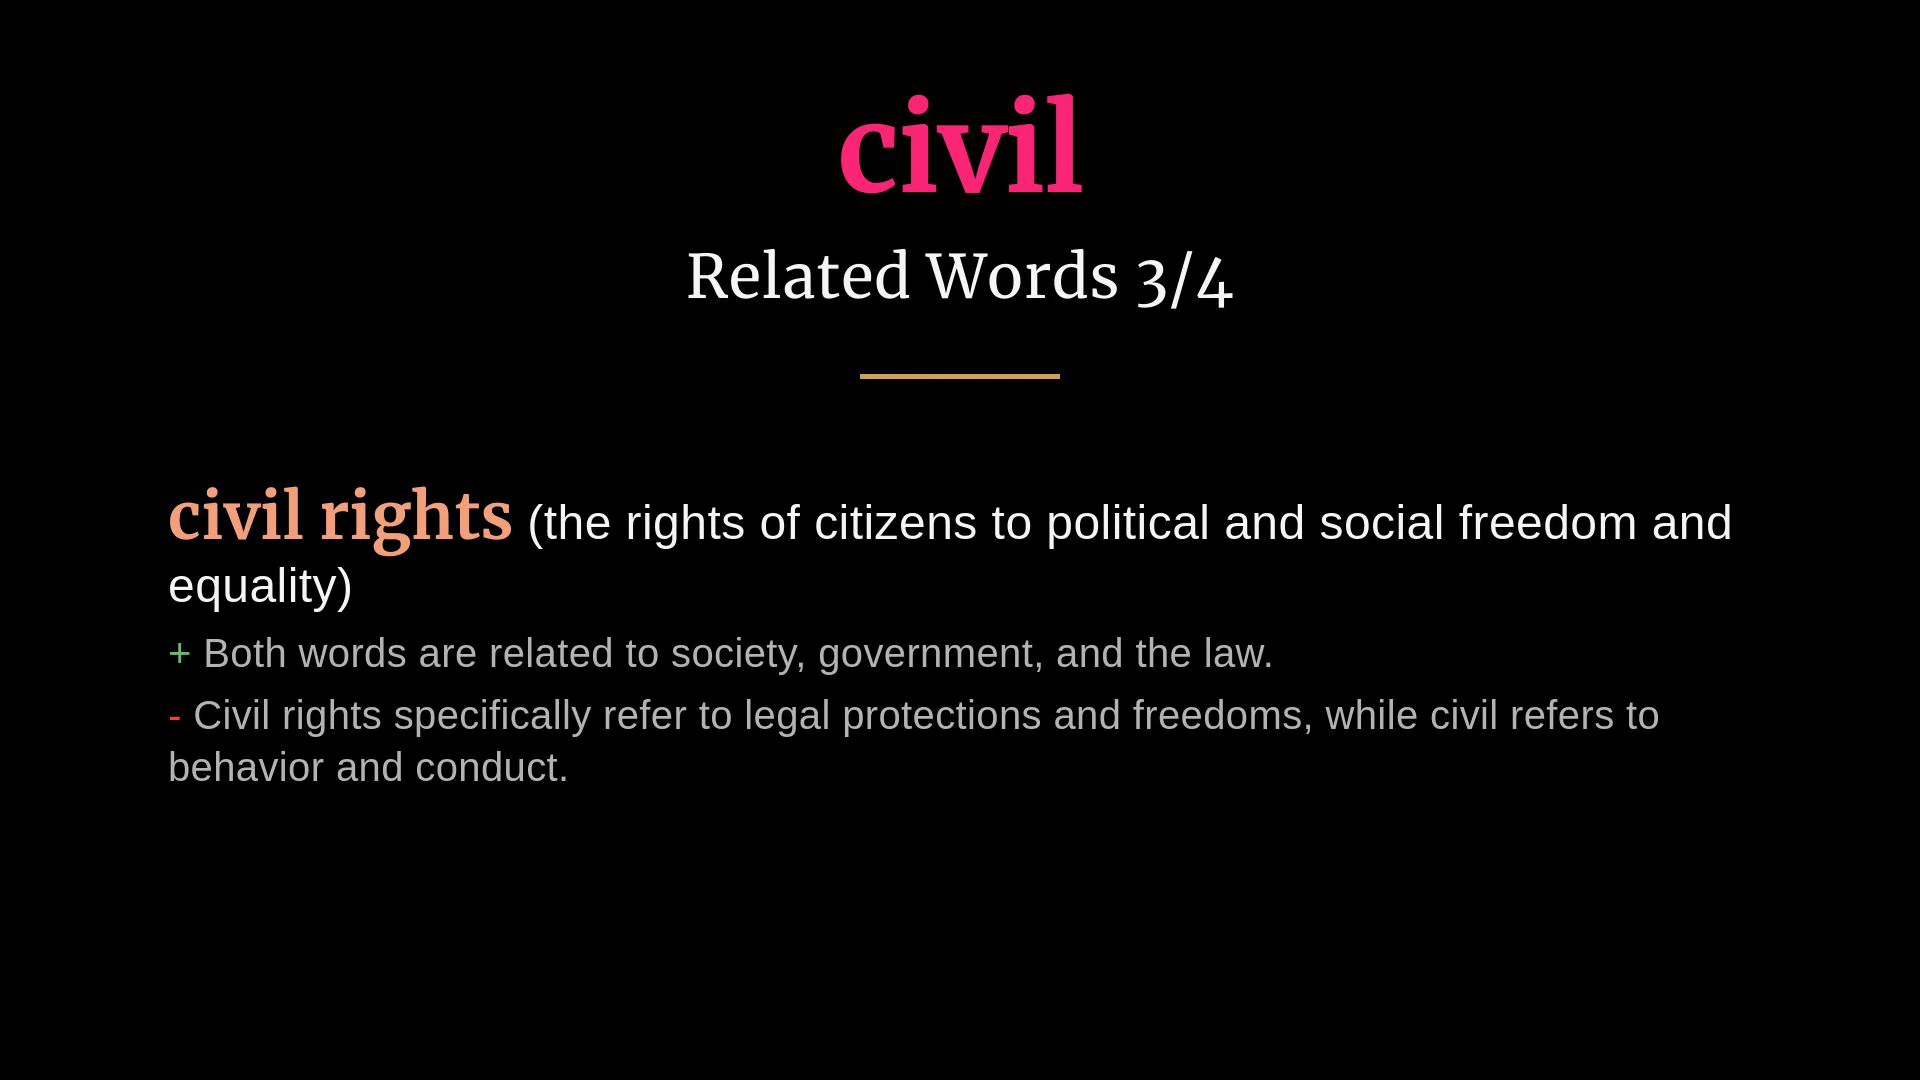 civil
Related Words 3/4
civil rights (the rights of citizens to political and social freedom and
equality)
+ Both words are related to society, government, and the law.
- Civil rights specifically refer to legal protections and freedoms, while civil refers to
behavior and conduct.